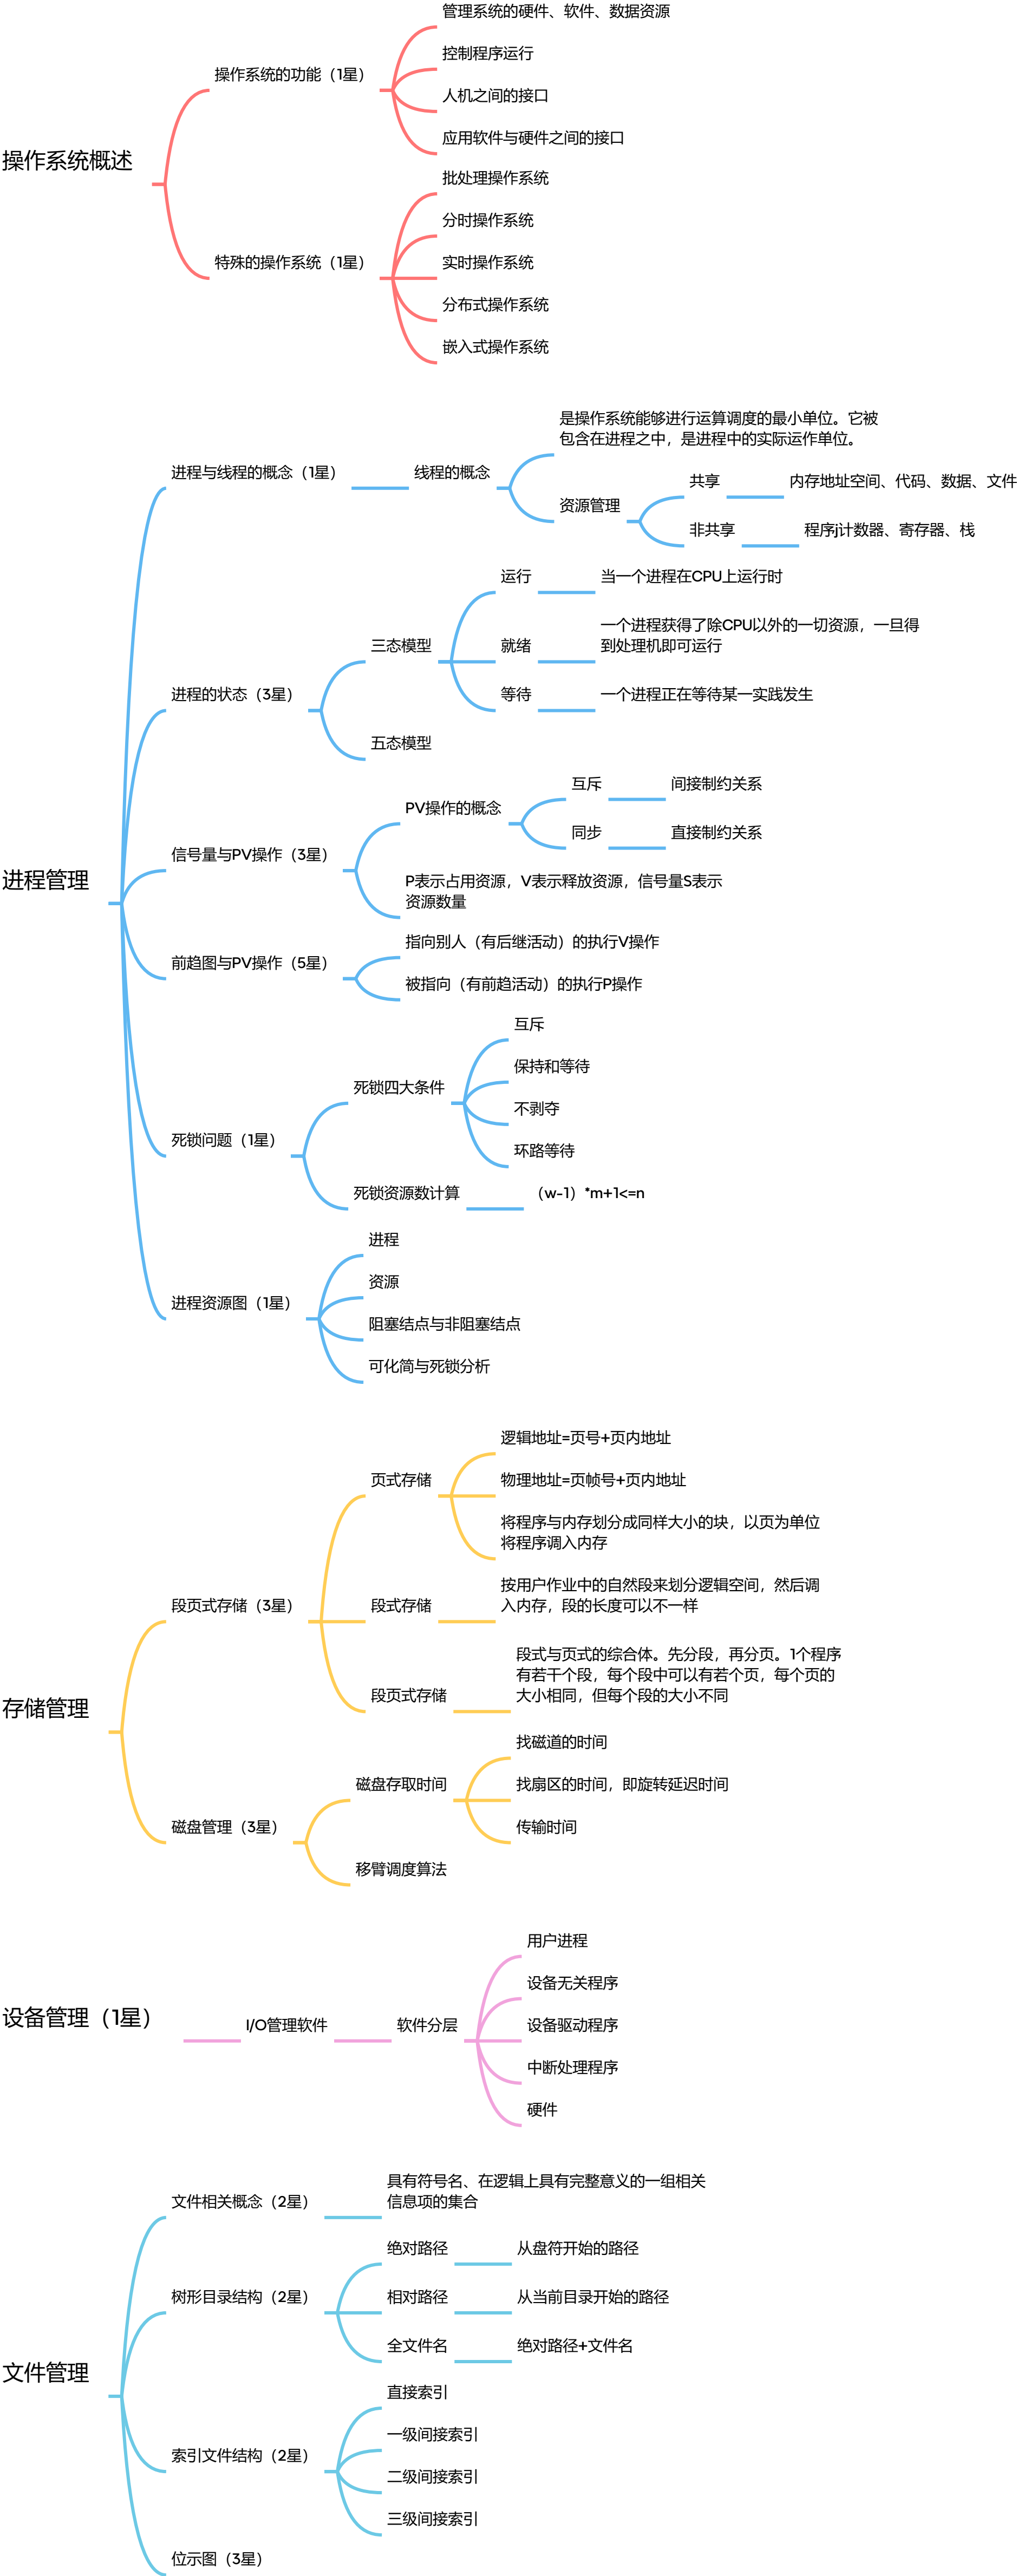 操作系统概述
操作系统的功能（1星）
管理系统的硬件、软件、数据资源
控制程序运行
人机之间的接口
应用软件与硬件之间的接口
特殊的操作系统（1星）
批处理操作系统
分时操作系统
实时操作系统
分布式操作系统
嵌入式操作系统
进程管理
进程与线程的概念（1星）
线程的概念
是操作系统能够进行运算调度的最小单位。它被
包含在进程之中，是进程中的实际运作单位。
资源管理
共享
内存地址空间、代码、数据、文件
非共享
程序j计数器、寄存器、栈
进程的状态（3星）
三态模型
运行
当一个进程在CPU上运行时
就绪
一个进程获得了除CPU以外的一切资源，一旦得
到处理机即可运行
等待
一个进程正在等待某一实践发生
五态模型
信号量与PV操作（3星）
PV操作的概念
互斥
间接制约关系
同步
直接制约关系
P表示占用资源，V表示释放资源，信号量S表示
资源数量
前趋图与PV操作（5星）
指向别人（有后继活动）的执行V操作
被指向（有前趋活动）的执行P操作
死锁问题（1星）
死锁四大条件
互斥
保持和等待
不剥夺
环路等待
死锁资源数计算
（w-1）*m+1<=n
进程资源图（1星）
进程
资源
阻塞结点与非阻塞结点
可化简与死锁分析
存储管理
段页式存储（3星）
页式存储
逻辑地址=页号+页内地址
物理地址=页帧号+页内地址
将程序与内存划分成同样大小的块，以页为单位
将程序调入内存
段式存储
按用户作业中的自然段来划分逻辑空间，然后调
入内存，段的长度可以不一样
段页式存储
段式与页式的综合体。先分段，再分页。1个程序
有若干个段，每个段中可以有若个页，每个页的
大小相同，但每个段的大小不同
磁盘管理（3星）
磁盘存取时间
找磁道的时间
找扇区的时间，即旋转延迟时间
传输时间
移臂调度算法
设备管理（1星）
I/O管理软件
软件分层
用户进程
设备无关程序
设备驱动程序
中断处理程序
硬件
文件管理
文件相关概念（2星）
具有符号名、在逻辑上具有完整意义的一组相关
信息项的集合
树形目录结构（2星）
绝对路径
从盘符开始的路径
相对路径
从当前目录开始的路径
全文件名
绝对路径+文件名
索引文件结构（2星）
直接索引
一级间接索引
二级间接索引
三级间接索引
位示图（3星）